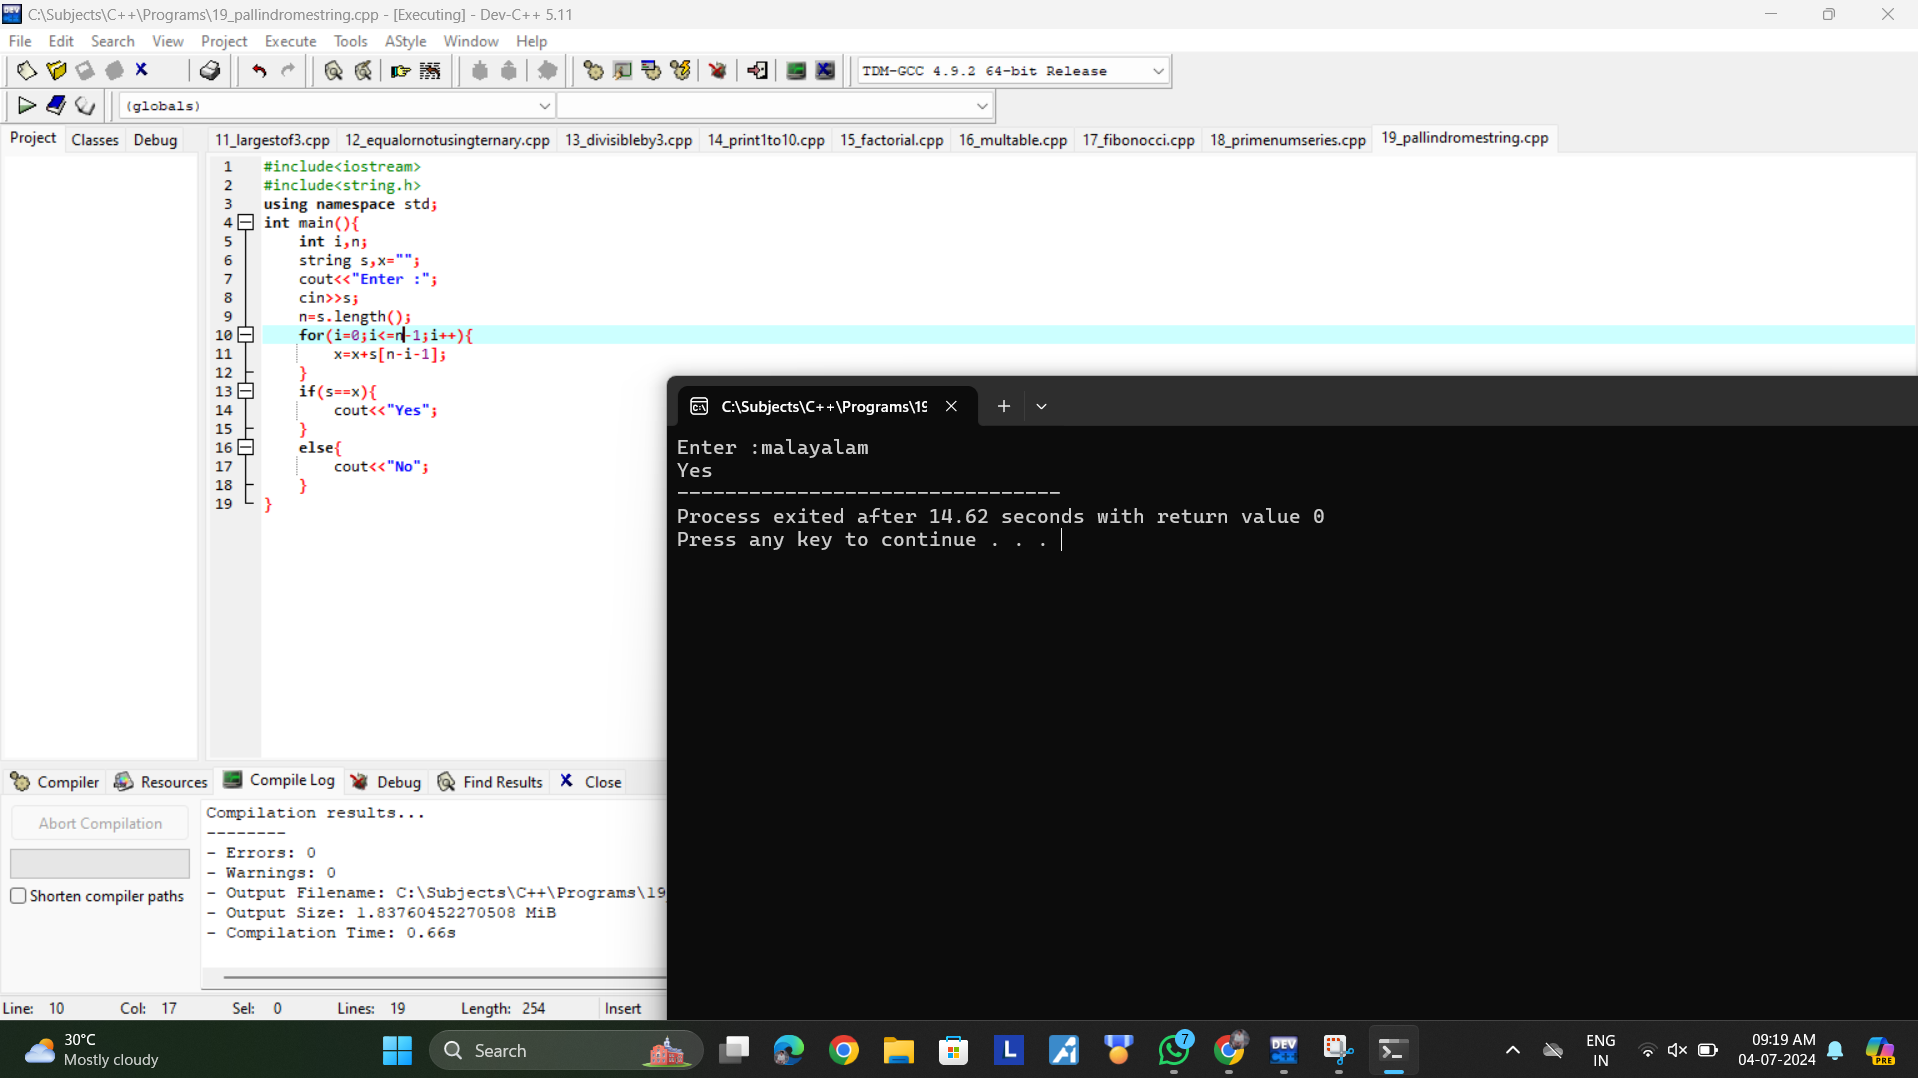 C:\Subjects\C++\Programs\19_pallindromestring.cpp - [Executing] - Dev-C++ 5.11
File Edit Search View Project Execute Tools AStyle Window Help
TDM-GCC 4.9.2 64-bit Release
(globals)
Project Classes Debug
11_largestof3.cpp 12_equalornotusingternary.cpp 13_divisibleby3.cpp 14_print1to10.cpp 15_factorial.cpp 16_multable.cpp 17_fibonocci.cpp 18_primenumseries.cpp 19_pallindromestring.cpp
1 #include<iostream>
2 #include<string.h>
3 using namespace std;
4 int main(){
5 int i,n;
6 string s,x="";
7 cout<<"Enter :";
8 cin>>s;
9 n=s.length();
10 for(i=0;i<=n-1;i++){
11 x=x+s[n-i-1];
12 }
13 if(s==x){
14 cout<<"Yes";
15 }
16 else{
17 cout<<"No";
18 }
19 }
C:\Subjects\C++\Programs\19
Enter :malayalam
Yes
--------------------------------
Process exited after 14.62 seconds with return value 0
Press any key to continue . . .
Compiler Resources Compile Log Debug Find Results Close
Abort Compilation
Shorten compiler paths
Compilation results...
--------
- Errors: 0
- Warnings: 0
- Output Filename: C:\Subjects\C++\Programs\19
- Output Size: 1.83760452270508 MiB
- Compilation Time: 0.66s
Line: 10 Col: 17 Sel: 0 Lines: 19 Length: 254 Insert
30°C
Mostly cloudy
Search
L
7
DEV
C++
ENG
IN
09:19 AM
04-07-2024
PRE